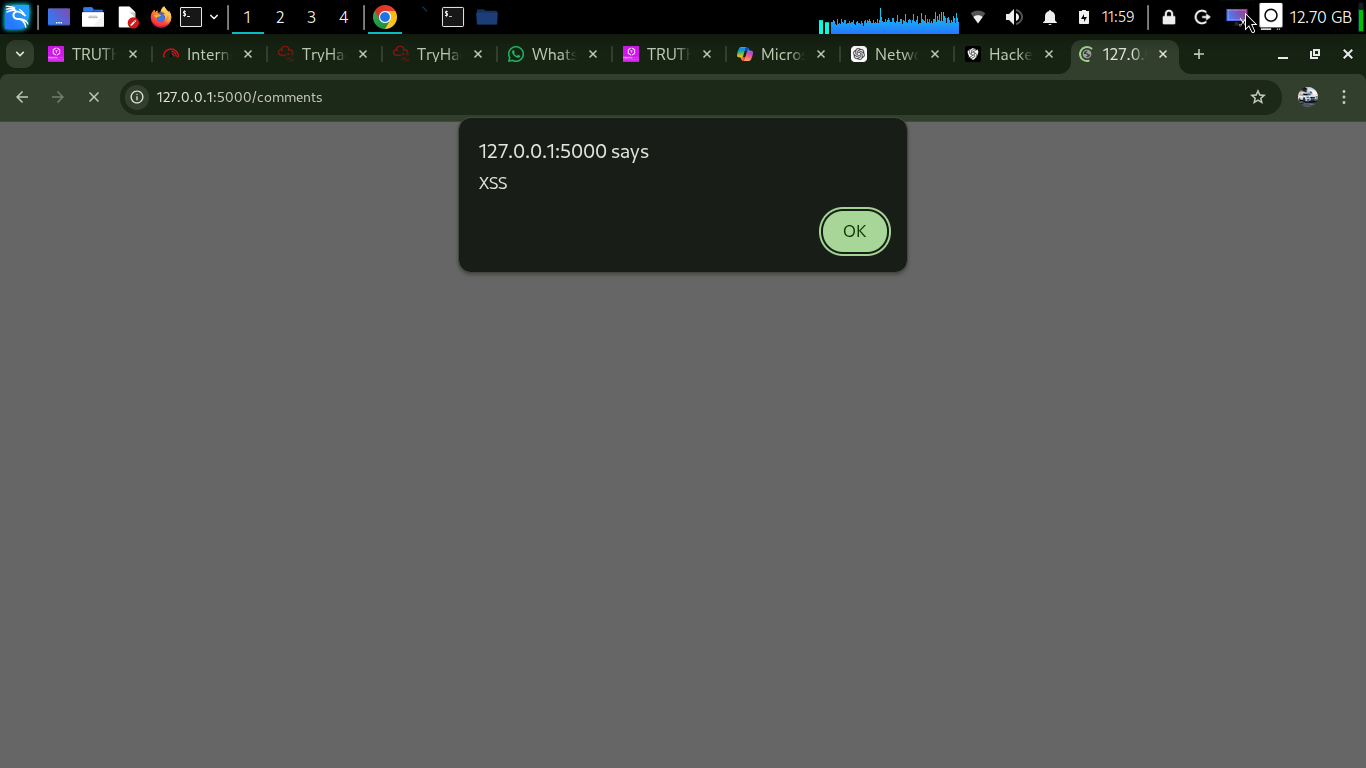 1 2 3 4 11:59 12.70 GB
TRUTH Intern TryHa TryHa Whats TRUTH Micro Netwo Hacke 127.0.
127.0.0.1:5000/comments
127.0.0.1:5000 says
XSS
OK